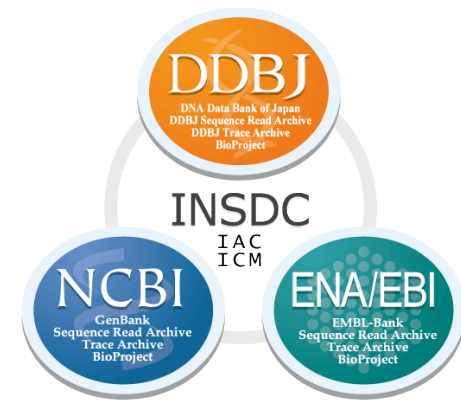 DDBJ
DNA Data Bank of Japan
DDBJ Sequence Read Archive
DDBJ Trace Archive
BioProject
INSDC
IAC
ICM
NCBI
GenBank
Sequence Read Archive
Trace Archive
BioProject
ENA/EBI
EMBL-Bank
Sequence Read Archive
Trace Archive
BioProject